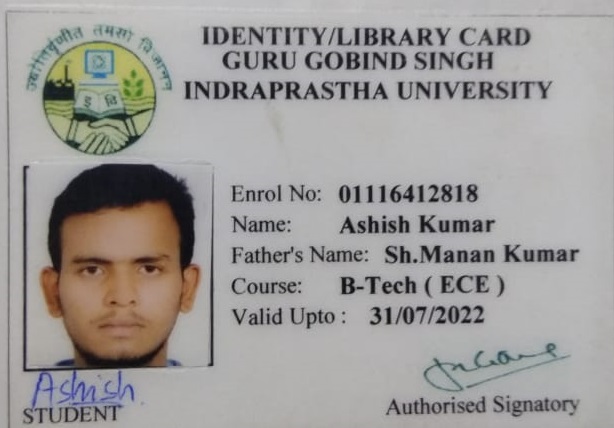 ज्योतिर्वृणीत तमसो विजानन
इ वि
IDENTITY/LIBRARY CARD
GURU GOBIND SINGH
INDRAPRASTHA UNIVERSITY
Enrol No: 01116412818
Name: Ashish Kumar
Father's Name: Sh.Manan Kumar
Course: B-Tech ( ECE )
Valid Upto : 31/07/2022
Ashish.
STUDENT
Authorised Signatory